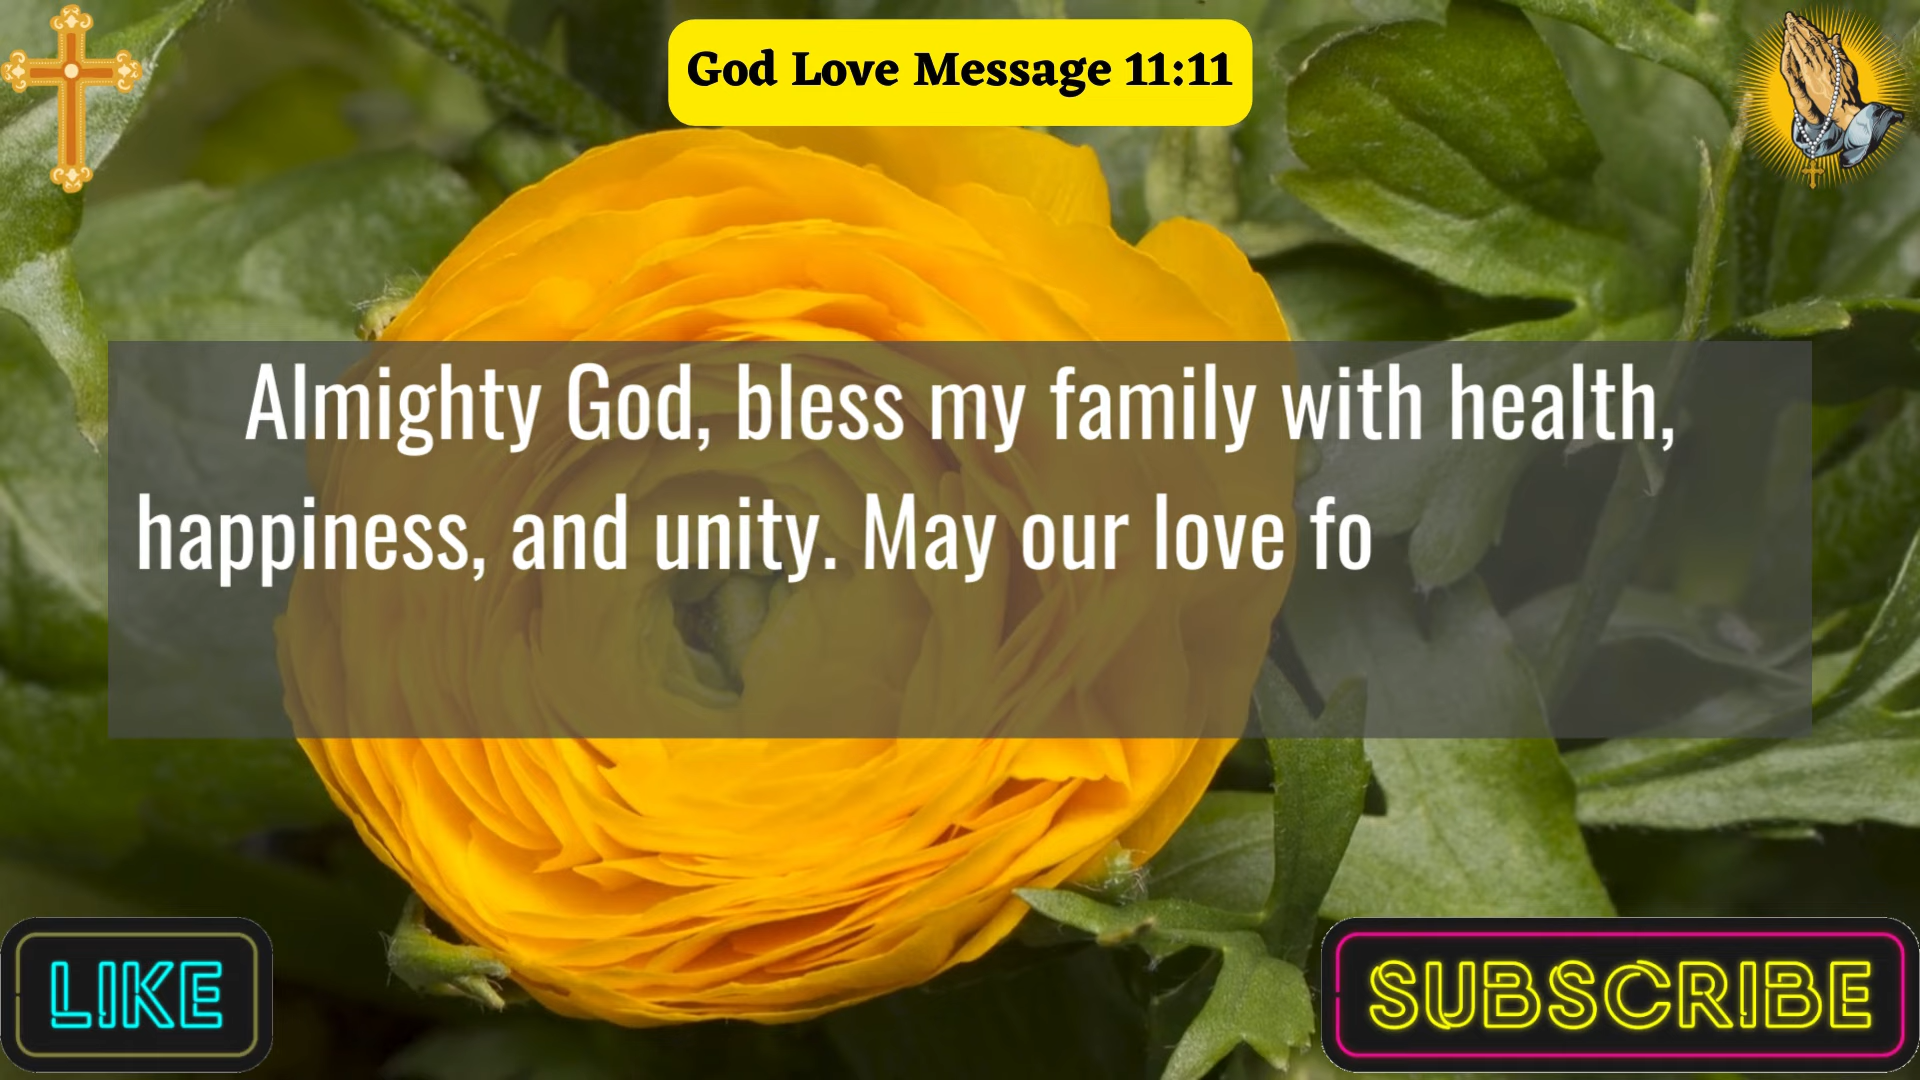 God Love Message 11:11
Almighty God, bless my family with health,
happiness, and unity. May our love fo
LIKE
SUBSCRIBE